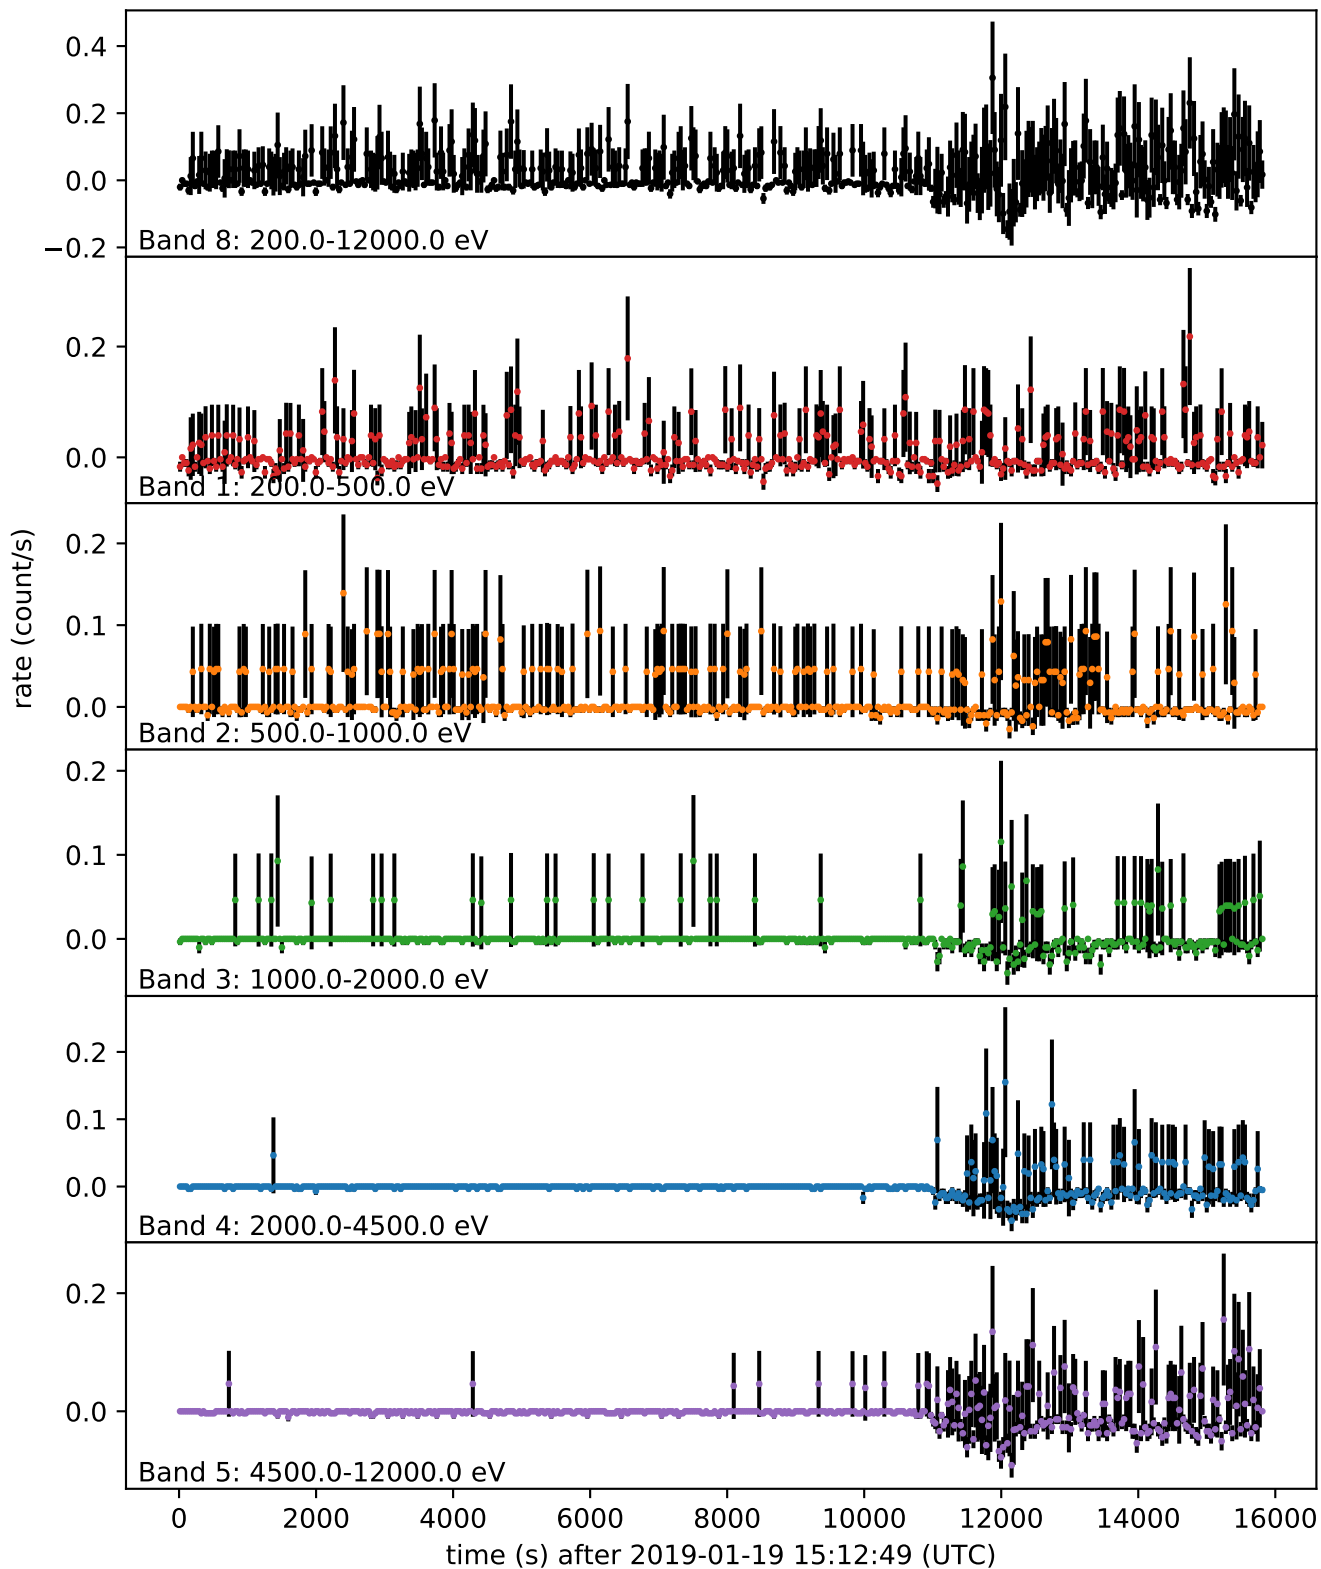 0.4
0.2
0.0
−0.2
Band 8: 200.0-12000.0 eV
0.2
0.0
Band 1: 200.0-500.0 eV
rate (count/s)
0.2
0.1
0.0
Band 2: 500.0-1000.0 eV
0.2
0.1
0.0
Band 3: 1000.0-2000.0 eV
0.2
0.1
0.0
Band 4: 2000.0-4500.0 eV
0.2
0.0
Band 5: 4500.0-12000.0 eV
0 2000 4000 6000 8000 10000 12000 14000 16000
time (s) after 2019-01-19 15:12:49 (UTC)